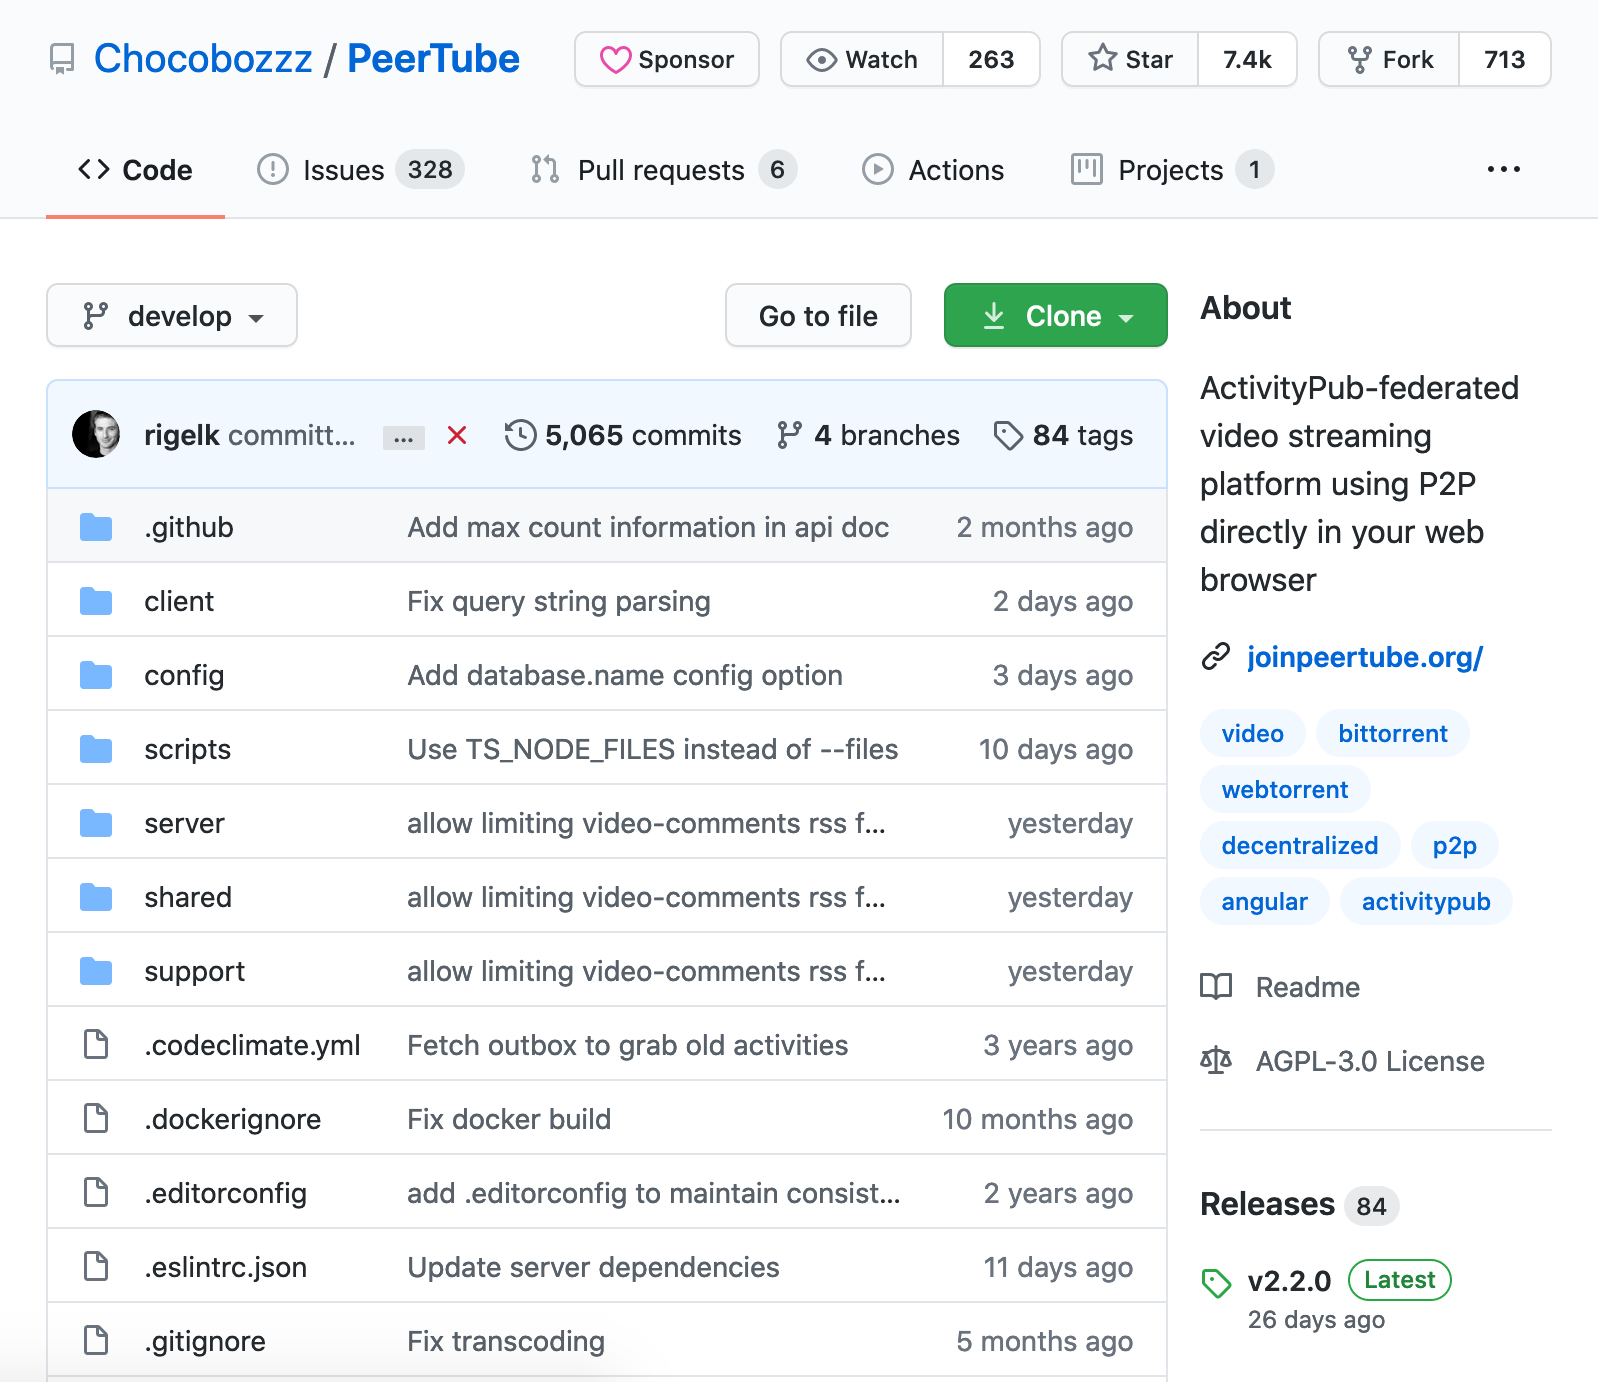 Chocobozzz / PeerTube
Sponsor
Watch 263
Star 7.4k
Fork 713
Code
Issues 328
Pull requests 6
Actions
Projects 1
...
develop
Go to file
Clone
rigelk committ... ... 5,065 commits 4 branches 84 tags
.github Add max count information in api doc 2 months ago
client Fix query string parsing 2 days ago
config Add database.name config option 3 days ago
scripts Use TS_NODE_FILES instead of --files 10 days ago
server allow limiting video-comments rss f... yesterday
shared allow limiting video-comments rss f... yesterday
support allow limiting video-comments rss f... yesterday
.codeclimate.yml Fetch outbox to grab old activities 3 years ago
.dockerignore Fix docker build 10 months ago
.editorconfig add .editorconfig to maintain consist... 2 years ago
.eslintrc.json Update server dependencies 11 days ago
.gitignore Fix transcoding 5 months ago
About
ActivityPub-federated
video streaming
platform using P2P
directly in your web
browser
joinpeertube.org/
video bittorrent
webtorrent
decentralized p2p
angular activitypub
Readme
AGPL-3.0 License
Releases 84
v2.2.0 Latest
26 days ago